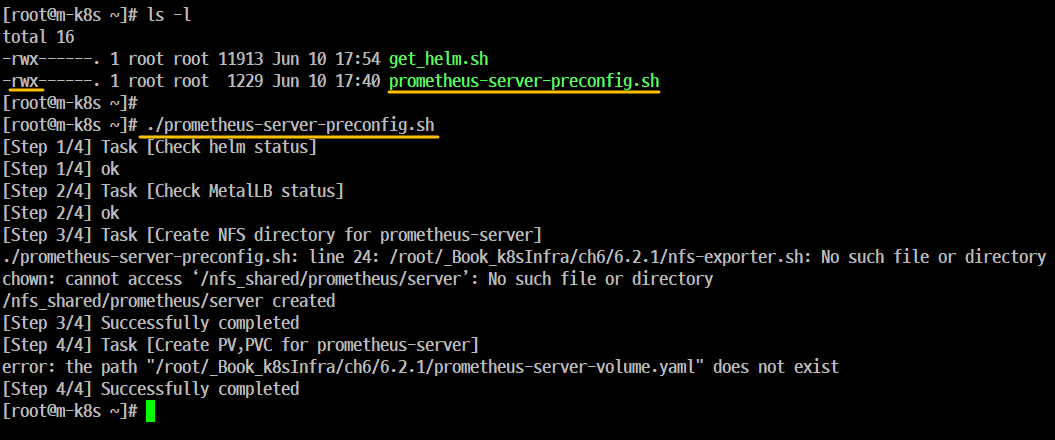 [root@m-k8s ~]# ls -l
total 16
-rwx------. 1 root root 11913 Jun 10 17:54 get_helm.sh
-rwx------. 1 root root  1229 Jun 10 17:40 prometheus-server-preconfig.sh
[root@m-k8s ~]#
[root@m-k8s ~]# ./prometheus-server-preconfig.sh
[Step 1/4] Task [Check helm status]
[Step 1/4] ok
[Step 2/4] Task [Check MetalLB status]
[Step 2/4] ok
[Step 3/4] Task [Create NFS directory for prometheus-server]
./prometheus-server-preconfig.sh: line 24: /root/_Book_k8sInfra/ch6/6.2.1/nfs-exporter.sh: No such file or directory
chown: cannot access ‘/nfs_shared/prometheus/server’: No such file or directory
/nfs_shared/prometheus/server created
[Step 3/4] Successfully completed
[Step 4/4] Task [Create PV,PVC for prometheus-server]
error: the path "/root/_Book_k8sInfra/ch6/6.2.1/prometheus-server-volume.yaml" does not exist
[Step 4/4] Successfully completed
[root@m-k8s ~]#